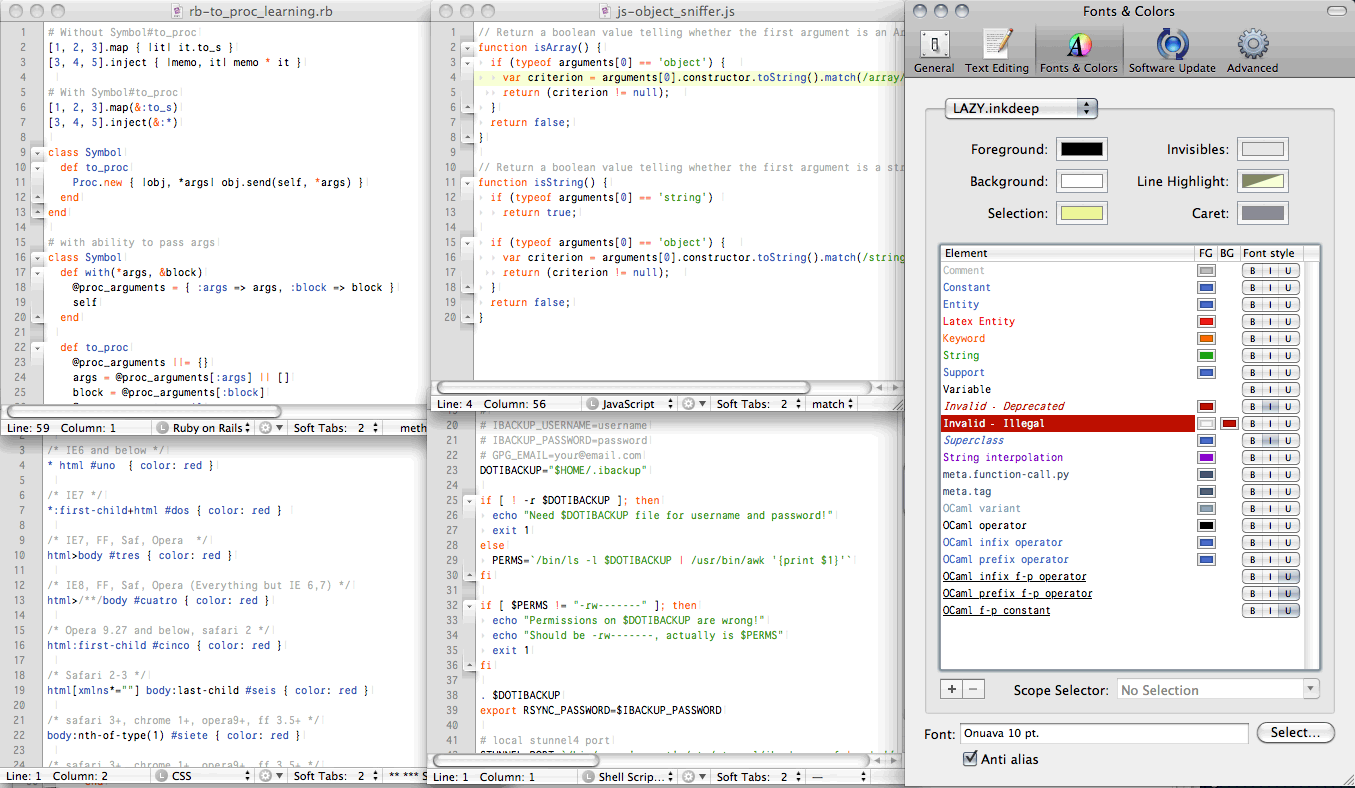 rb-to_proc_learning.rb
1 # Without Symbol#to_proc
2 [1, 2, 3].map { |it| it.to_s }
3 [3, 4, 5].inject { |memo, it| memo * it }
4
5 # With Symbol#to_proc
6 [1, 2, 3].map(&:to_s)
7 [3, 4, 5].inject(&:*)
8
9 class Symbol
10 def to_proc
11 Proc.new { |obj, *args| obj.send(self, *args) }
12 end
13 end
14
15 # with ability to pass args
16 class Symbol
17 def with(*args, &block)
18 @proc_arguments = { :args => args, :block => block }
19 self
20 end
21
22 def to_proc
23 @proc_arguments ||= {}
24 args = @proc_arguments[:args] || []
25 block = @proc_arguments[:block]
Line: 59 Column: 1 L Ruby on Rails Soft Tabs: 2 meth
3 /* IE6 and below */
4 * html #uno { color: red }
5
6 /* IE7 */
7 *:first-child+html #dos { color: red }
8
9 /* IE7, FF, Saf, Opera */
10 html>body #tres { color: red }
11
12 /* IE8, FF, Saf, Opera (Everything but IE 6,7) */
13 html>/**/body #cuatro { color: red }
14
15 /* Opera 9.27 and below, safari 2 */
16 html:first-child #cinco { color: red }
17
18 /* Safari 2-3 */
19 html[xmlns*=""] body:last-child #seis { color: red }
20
21 /* safari 3+, chrome 1+, opera9+, ff 3.5+ */
22 body:nth-of-type(1) #siete { color: red }
23
24 /* safari 3+, chrome 1+, opera9+, ff 3.5+ */
Line: 1 Column: 2 L CSS Soft Tabs: 2 ** *** S
end
js-object_sniffer.js
1 // Return a boolean value telling whether the first argument is an Ar
2 function isArray() {
3 if (typeof arguments[0] == 'object') {
4 var criterion = arguments[0].constructor.toString().match(/array/
5 return (criterion != null);
6 }
7 return false;
8 }
9
10 // Return a boolean value telling whether the first argument is a str
11 function isString() {
12 if (typeof arguments[0] == 'string')
13 return true;
14
15 if (typeof arguments[0] == 'object') {
16 var criterion = arguments[0].constructor.toString().match(/string
17 return (criterion != null);
18 }
19 return false;
20 }
Line: 4 Column: 56 L JavaScript Soft Tabs: 2 match
#
20 # IBACKUP_USERNAME=username
21 # IBACKUP_PASSWORD=password
22 # GPG_EMAIL=your@email.com
23 DOTIBACKUP="$HOME/.ibackup"
24
25 if [ ! -r $DOTIBACKUP ]; then
26 echo "Need $DOTIBACKUP file for username and password!"
27 exit 1
28 else
29 PERMS=`/bin/ls -l $DOTIBACKUP | /usr/bin/awk '{print $1}'`
30 fi
31
32 if [ $PERMS != "-rw-------" ]; then
33 echo "Permissions on $DOTIBACKUP are wrong!"
34 echo "Should be -rw-------, actually is $PERMS"
35 exit 1
36 fi
37
38 . $DOTIBACKUP
39 export RSYNC_PASSWORD=$IBACKUP_PASSWORD
40
41 # local stunnel4 port
Line: 1 Column: 1 L Shell Scrip... Soft Tabs: 2 —
Fonts & Colors
General Text Editing Fonts & Colors Software Update Advanced
LAZY.inkdeep
Foreground: Invisibles:
Background: Line Highlight:
Selection: Caret:
Element FG BG Font style
Comment B I U
Constant B I U
Entity B I U
Latex Entity B I U
Keyword B I U
String B I U
Support B I U
Variable B I U
Invalid - Deprecated B I U
Invalid - Illegal B I U
Superclass B I U
String interpolation B I U
meta.function-call.py B I U
meta.tag B I U
OCaml variant B I U
OCaml operator B I U
OCaml infix operator B I U
OCaml prefix operator B I U
OCaml infix f-p operator B I U
OCaml prefix f-p operator B I U
OCaml f-p constant B I U
+ − Scope Selector: No Selection
Font: Onuava 10 pt. Select...
Anti alias